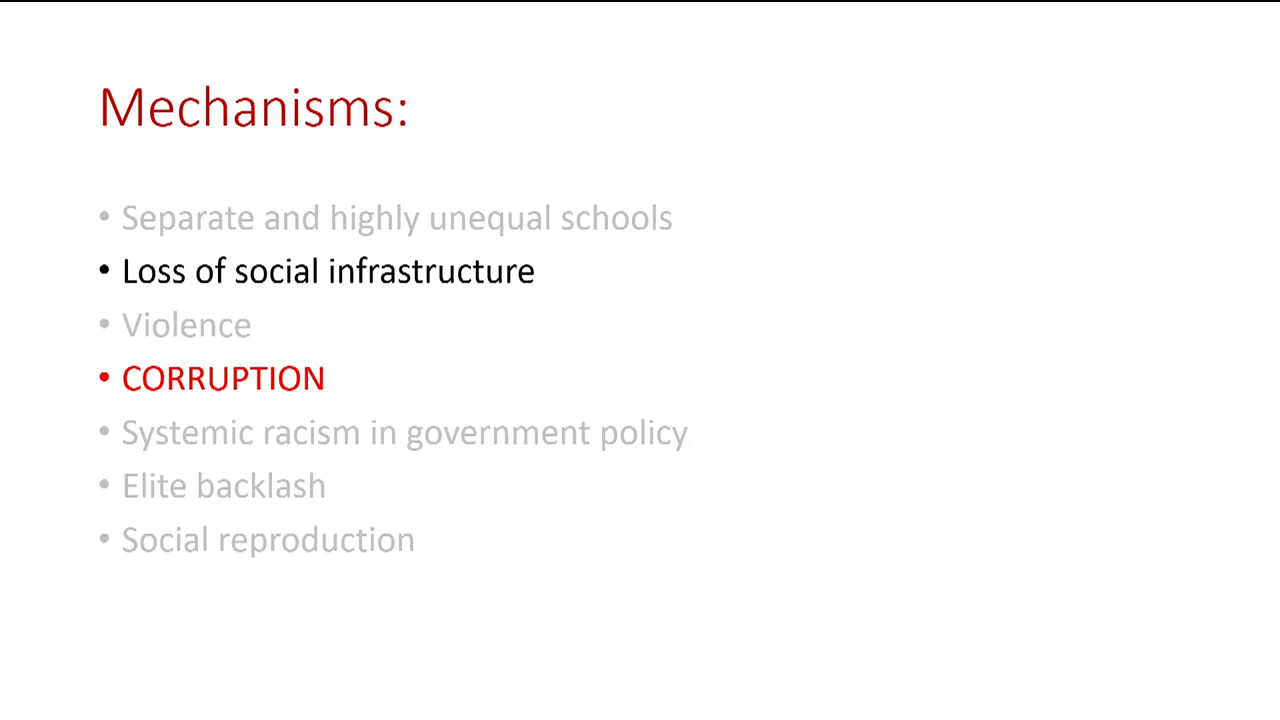 Mechanisms:
• Separate and highly unequal schools
• Loss of social infrastructure
• Violence
• CORRUPTION
• Systemic racism in government policy
• Elite backlash
• Social reproduction